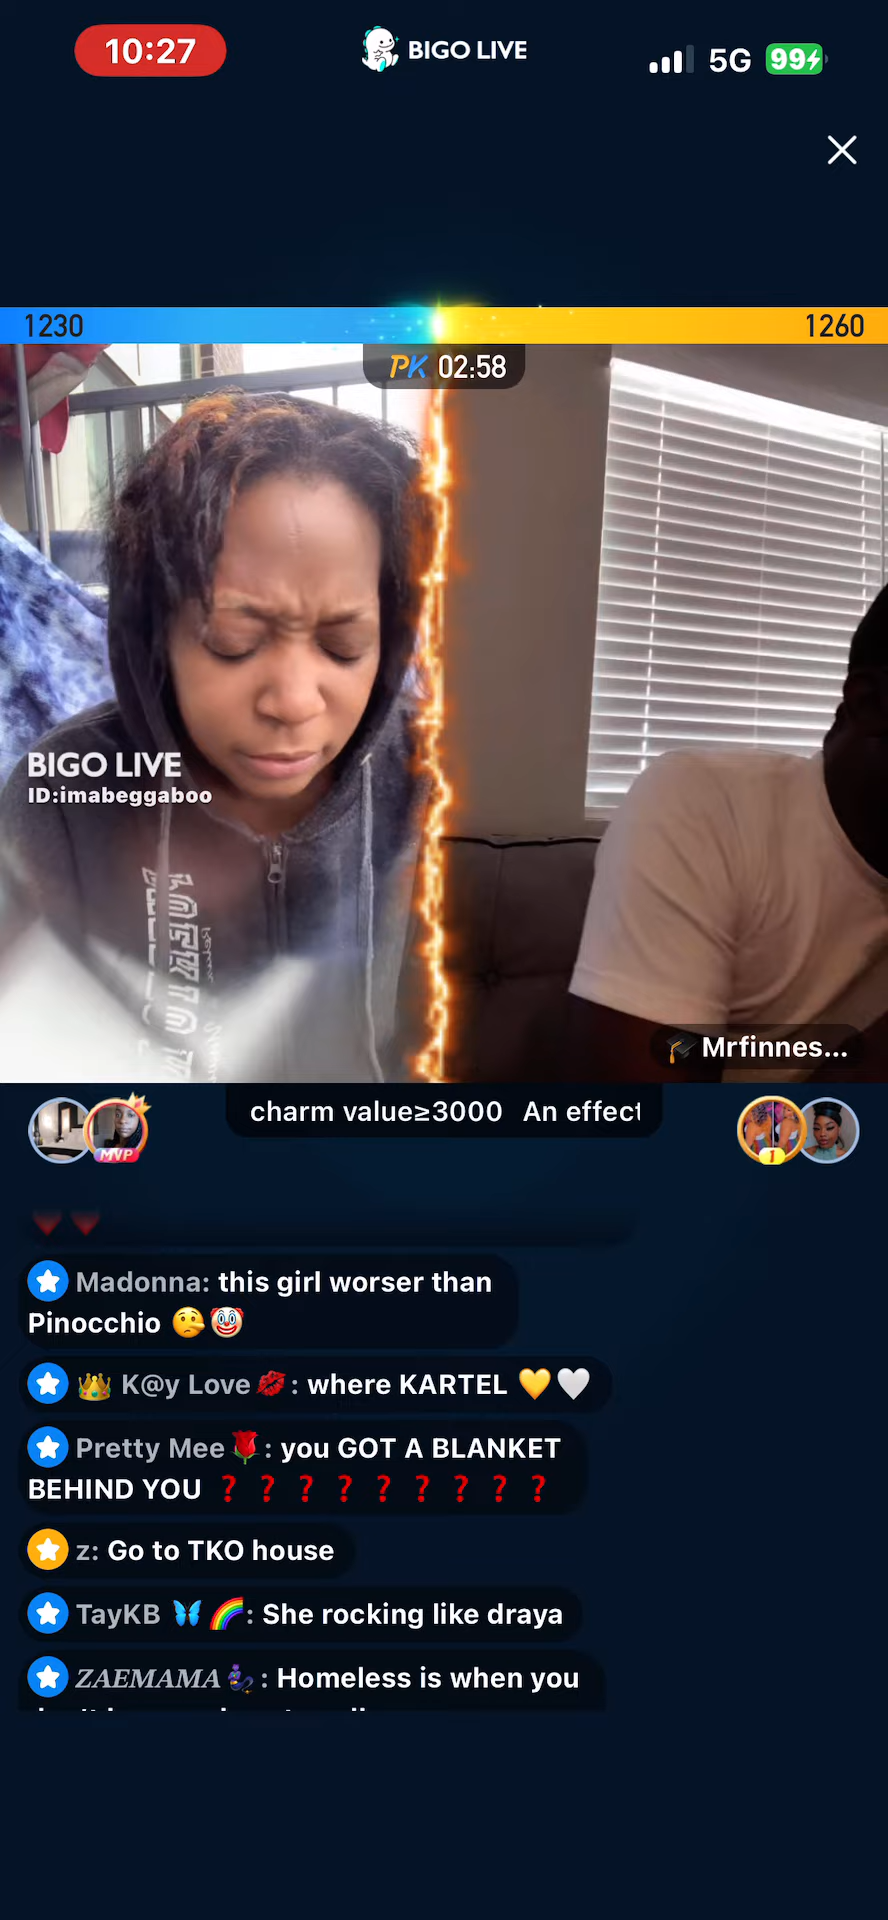 10:27
BIGO LIVE
5G
99
1230
1260
PK 02:58
BIGO LIVE
ID:imabeggaboo
Mrfinnes...
charm value≥3000 An effect
MVP
1
Madonna: this girl worser than
Pinocchio 🤥🤡
👑 K@y Love💋: where KARTEL 💛🤍
Pretty Mee🌹: you GOT A BLANKET
BEHIND YOU ❓❓❓❓❓❓❓❓❓
z: Go to TKO house
TayKB 🦋🌈: She rocking like draya
ZAEMAMA🧞‍♀️: Homeless is when you